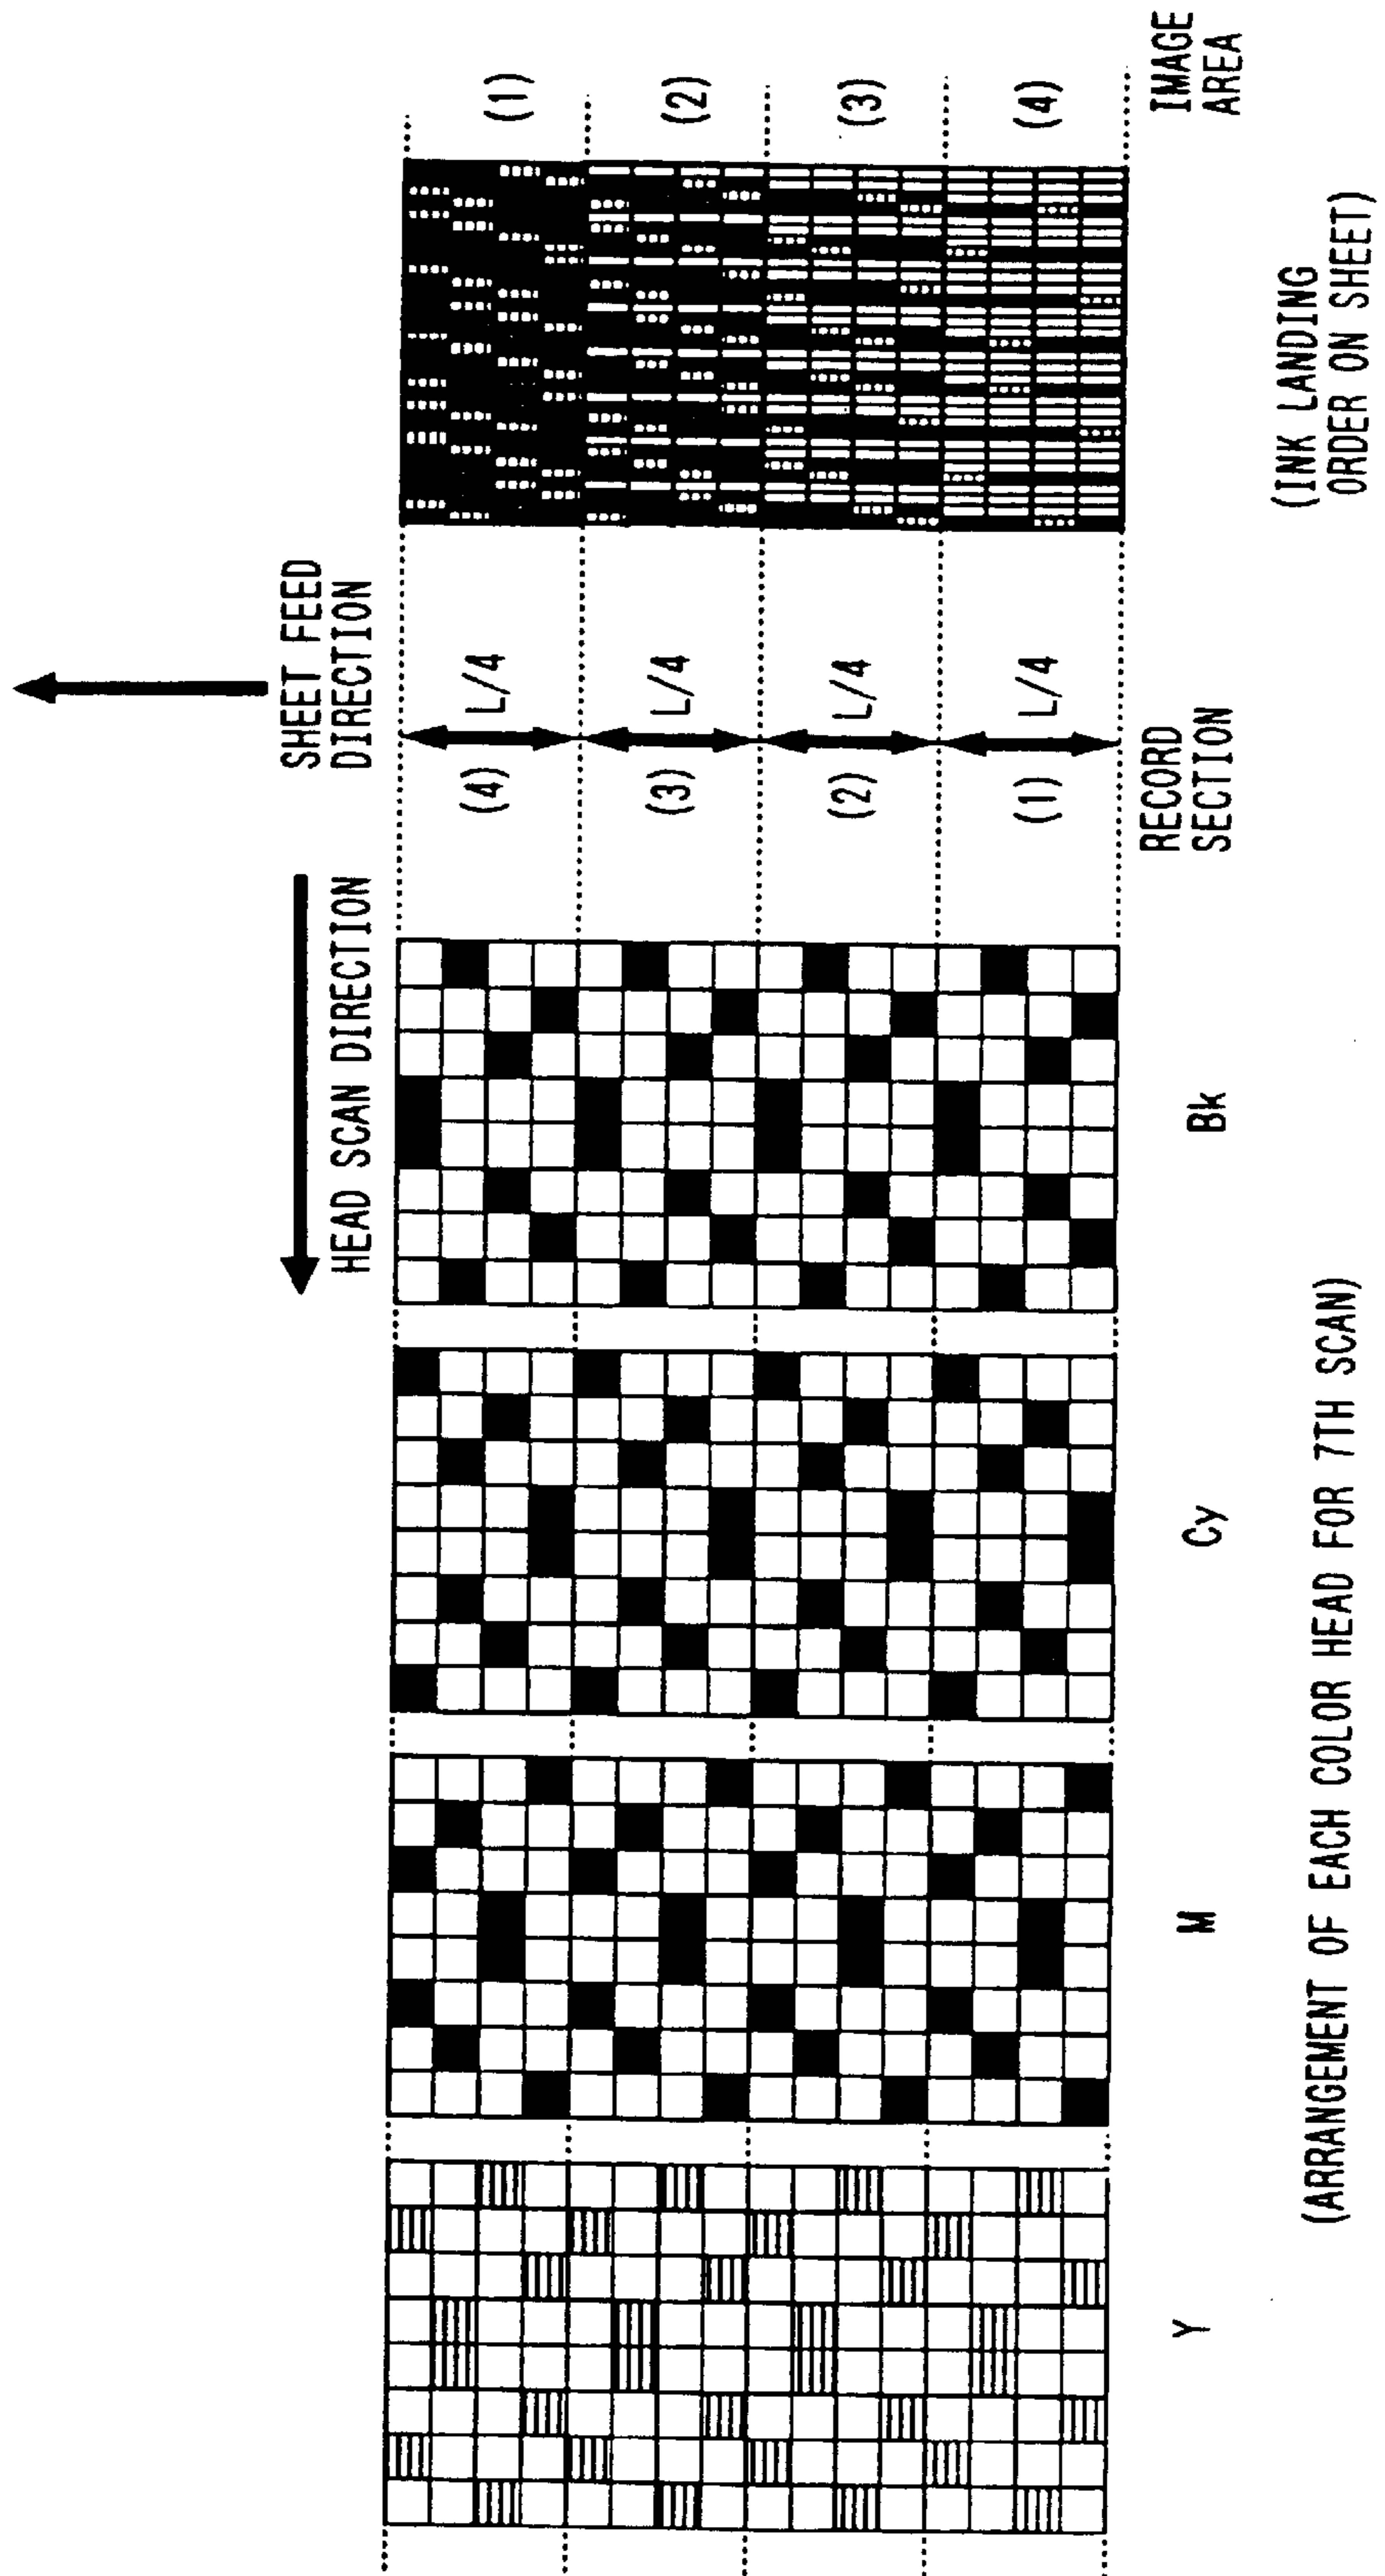 SHEET FEED
DIRECTION
HEAD SCAN DIRECTION
(4)
L/4
(1)
(3)
L/4
(2)
(2)
L/4
(3)
(1)
L/4
(4)
RECORD
SECTION
IMAGE
AREA
Y
M
Cy
Bk
(ARRANGEMENT OF EACH COLOR HEAD FOR 7TH SCAN)
(INK LANDING
ORDER ON SHEET)